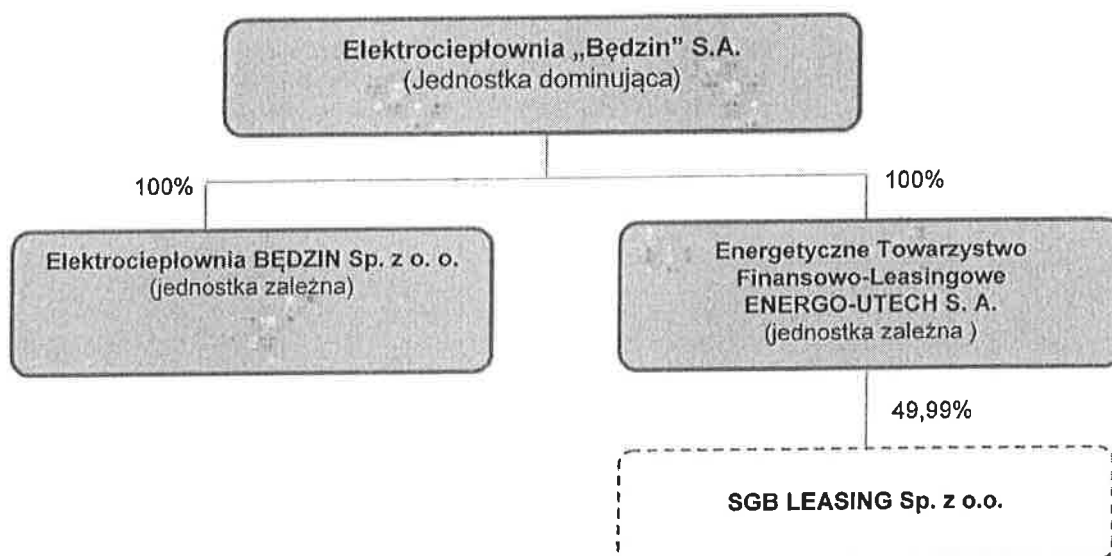 Elektrociepłownia „Będzin” S.A.
(Jednostka dominująca)
100%
100%
Elektrociepłownia BĘDZIN Sp. z o. o.
(jednostka zależna)
Energetyczne Towarzystwo
Finansowo-Leasingowe
ENERGO-UTECH S. A.
(jednostka zależna )
49,99%
SGB LEASING Sp. z o.o.